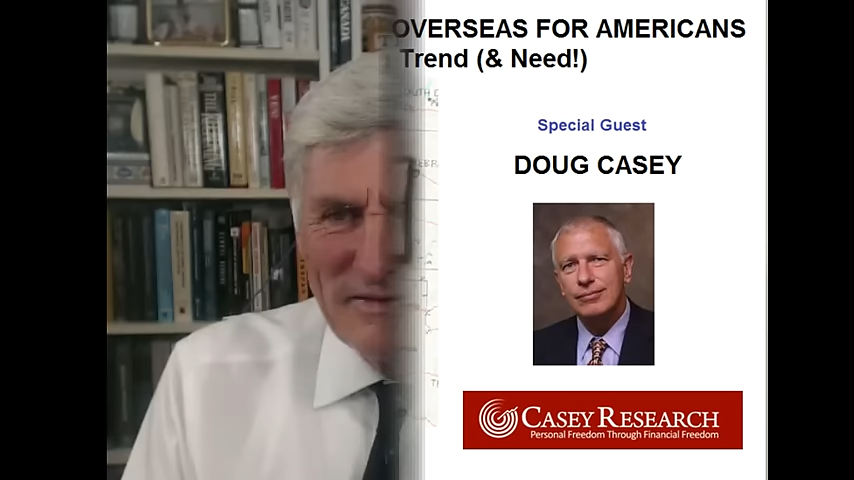 OVERSEAS FOR AMERICANS
Trend (& Need!)
Special Guest
DOUG CASEY
CASEY RESEARCH
Personal Freedom Through Financial Freedom